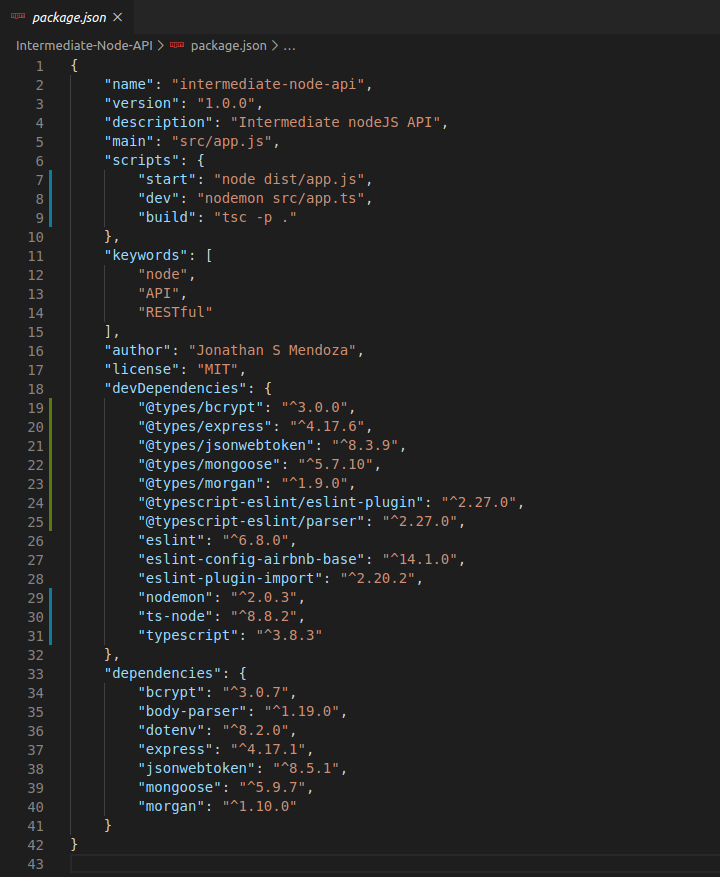 package.json ×
Intermediate-Node-API > package.json > ...
1 {
2 "name": "intermediate-node-api",
3 "version": "1.0.0",
4 "description": "Intermediate nodeJS API",
5 "main": "src/app.js",
6 "scripts": {
7 "start": "node dist/app.js",
8 "dev": "nodemon src/app.ts",
9 "build": "tsc -p ."
10 },
11 "keywords": [
12 "node",
13 "API",
14 "RESTful"
15 ],
16 "author": "Jonathan S Mendoza",
17 "license": "MIT",
18 "devDependencies": {
19 "@types/bcrypt": "^3.0.0",
20 "@types/express": "^4.17.6",
21 "@types/jsonwebtoken": "^8.3.9",
22 "@types/mongoose": "^5.7.10",
23 "@types/morgan": "^1.9.0",
24 "@typescript-eslint/eslint-plugin": "^2.27.0",
25 "@typescript-eslint/parser": "^2.27.0",
26 "eslint": "^6.8.0",
27 "eslint-config-airbnb-base": "^14.1.0",
28 "eslint-plugin-import": "^2.20.2",
29 "nodemon": "^2.0.3",
30 "ts-node": "^8.8.2",
31 "typescript": "^3.8.3"
32 },
33 "dependencies": {
34 "bcrypt": "^3.0.7",
35 "body-parser": "^1.19.0",
36 "dotenv": "^8.2.0",
37 "express": "^4.17.1",
38 "jsonwebtoken": "^8.5.1",
39 "mongoose": "^5.9.7",
40 "morgan": "^1.10.0"
41 }
42 }
43